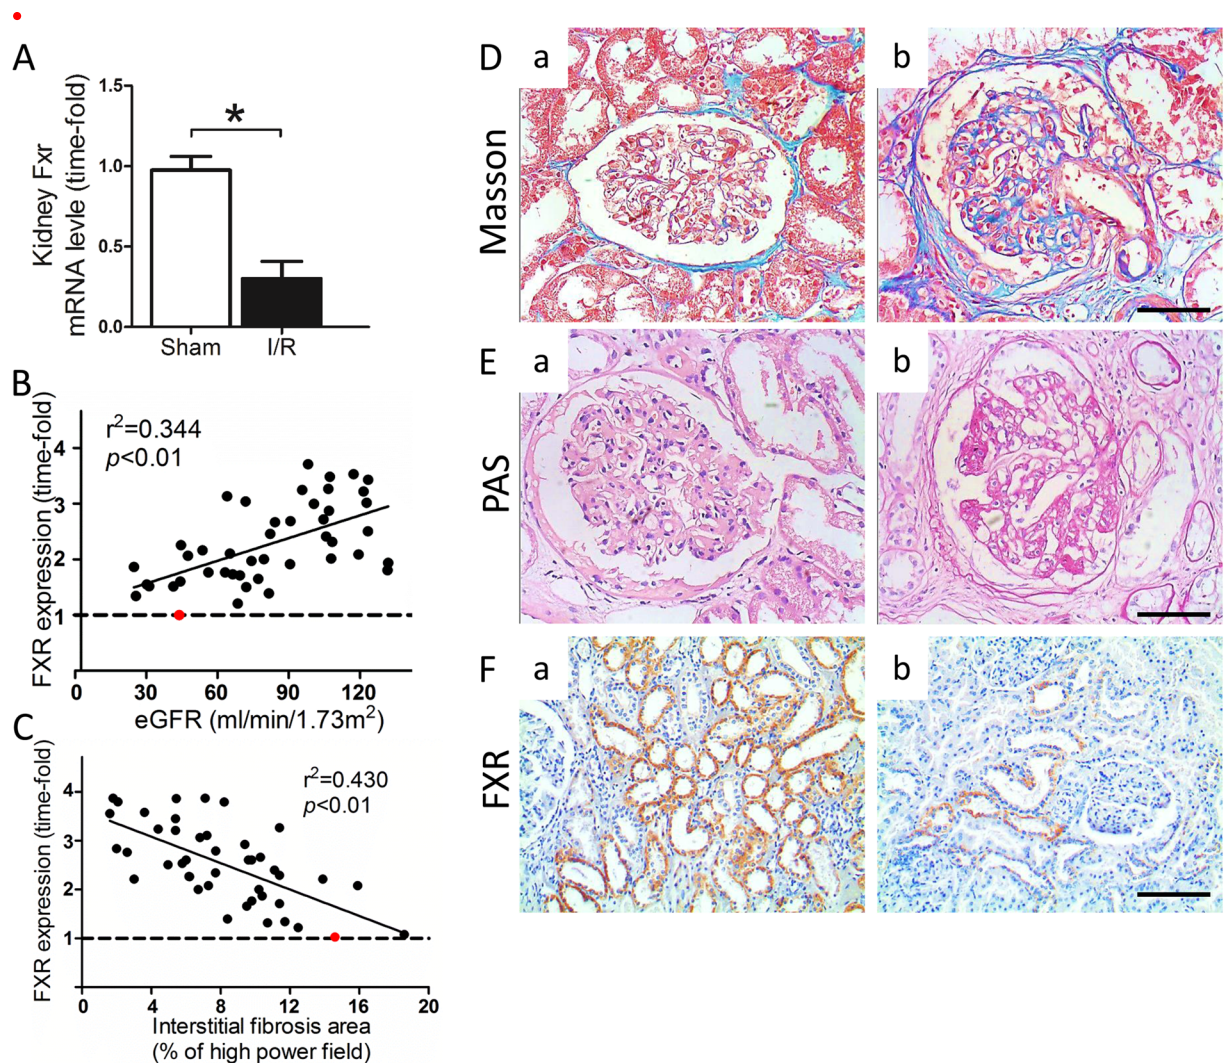 A
Kidney Fxr
mRNA levle (time-fold)
1.5
1.0
0.5
0.0
*
Sham I/R
B
FXR expression (time-fold)
r²=0.344
p<0.01
4
3
2
1
0 30 60 90 120
eGFR (ml/min/1.73m²)
C
FXR expression (time-fold)
r²=0.430
p<0.01
4
3
2
1
0 4 8 12 16 20
Interstitial fibrosis area
(% of high power field)
D a b
Masson
E a b
PAS
F a b
FXR